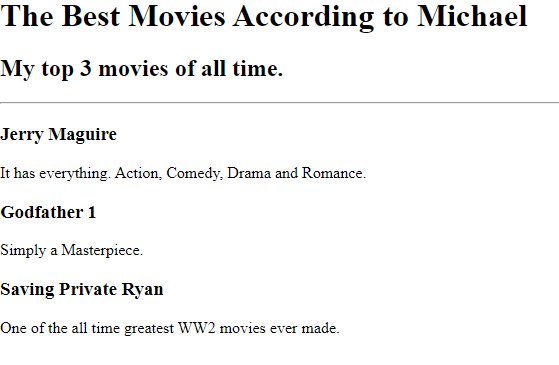 The Best Movies According to Michael
My top 3 movies of all time.
Jerry Maguire
It has everything. Action, Comedy, Drama and Romance.
Godfather 1
Simply a Masterpiece.
Saving Private Ryan
One of the all time greatest WW2 movies ever made.